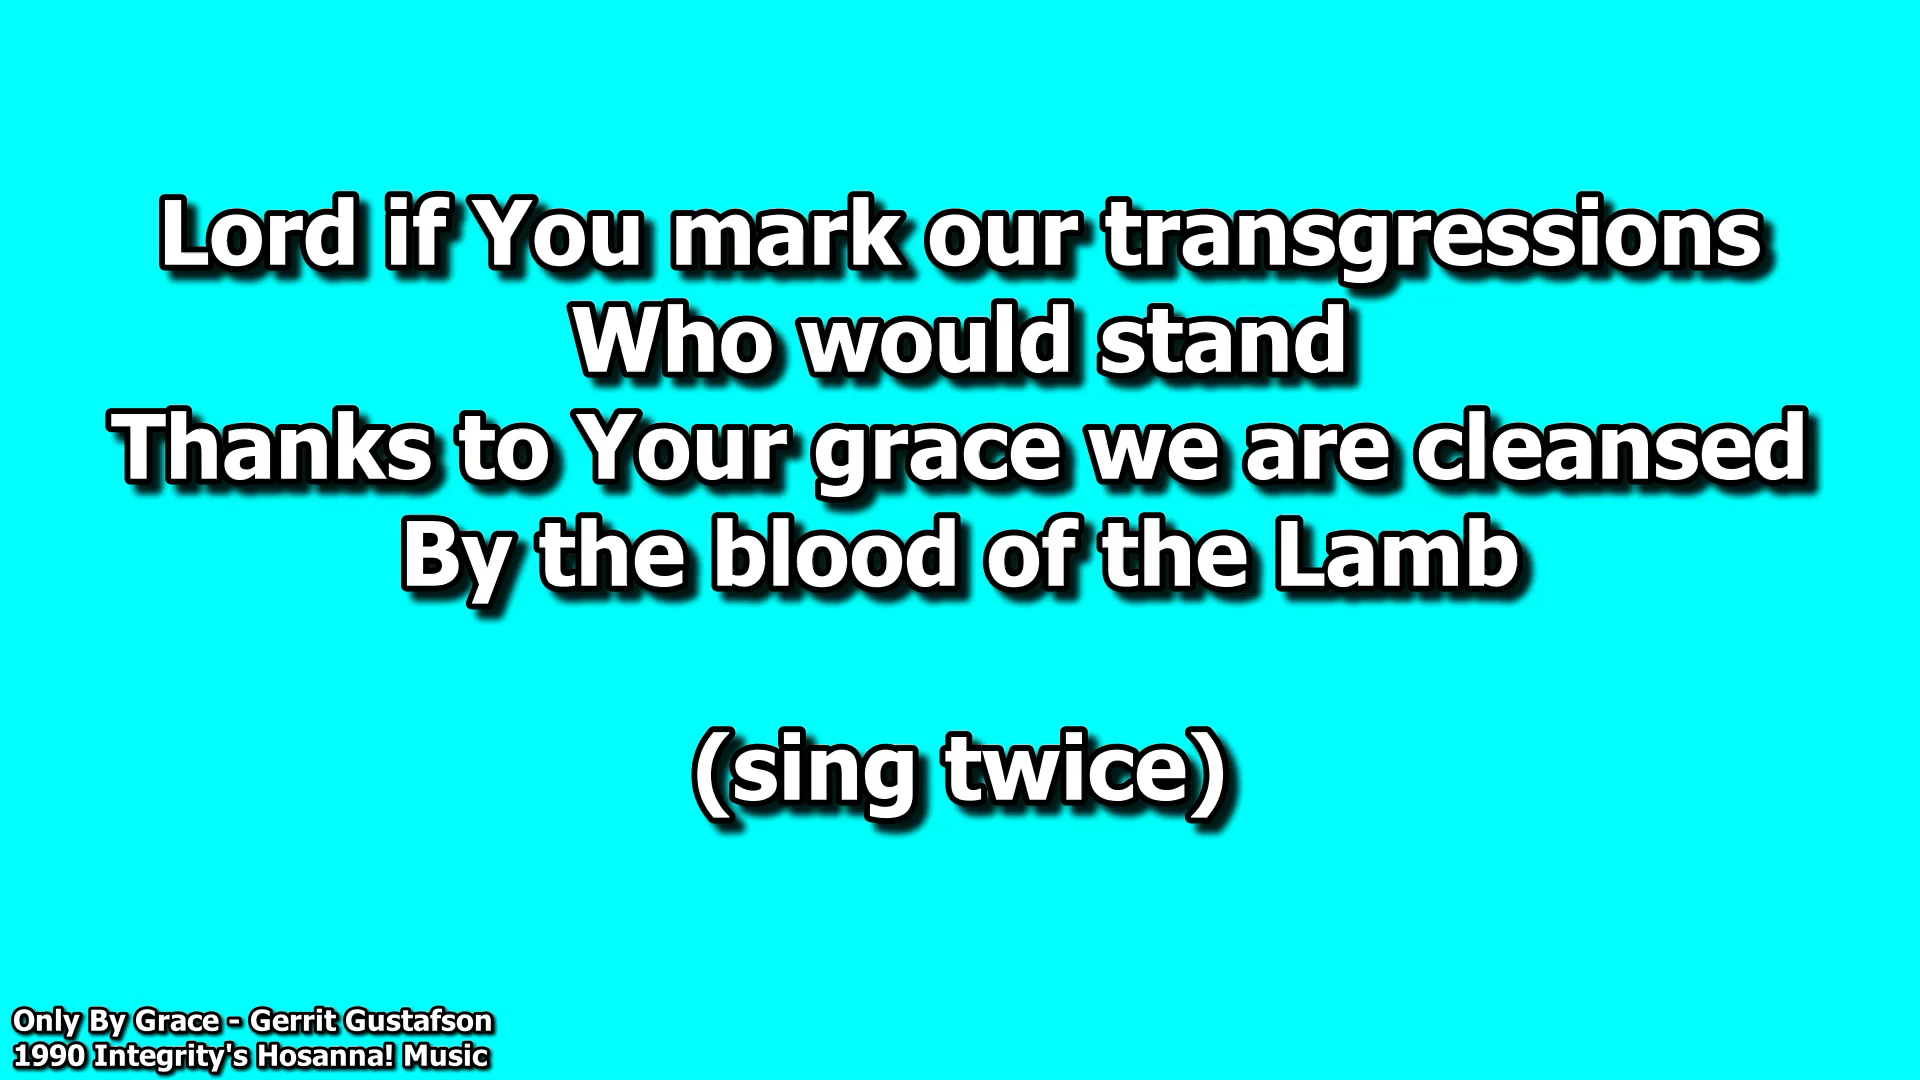 Lord if You mark our transgressions
Who would stand
Thanks to Your grace we are cleansed
By the blood of the Lamb
(sing twice)
Only By Grace - Gerrit Gustafson
1990 Integrity's Hosanna! Music